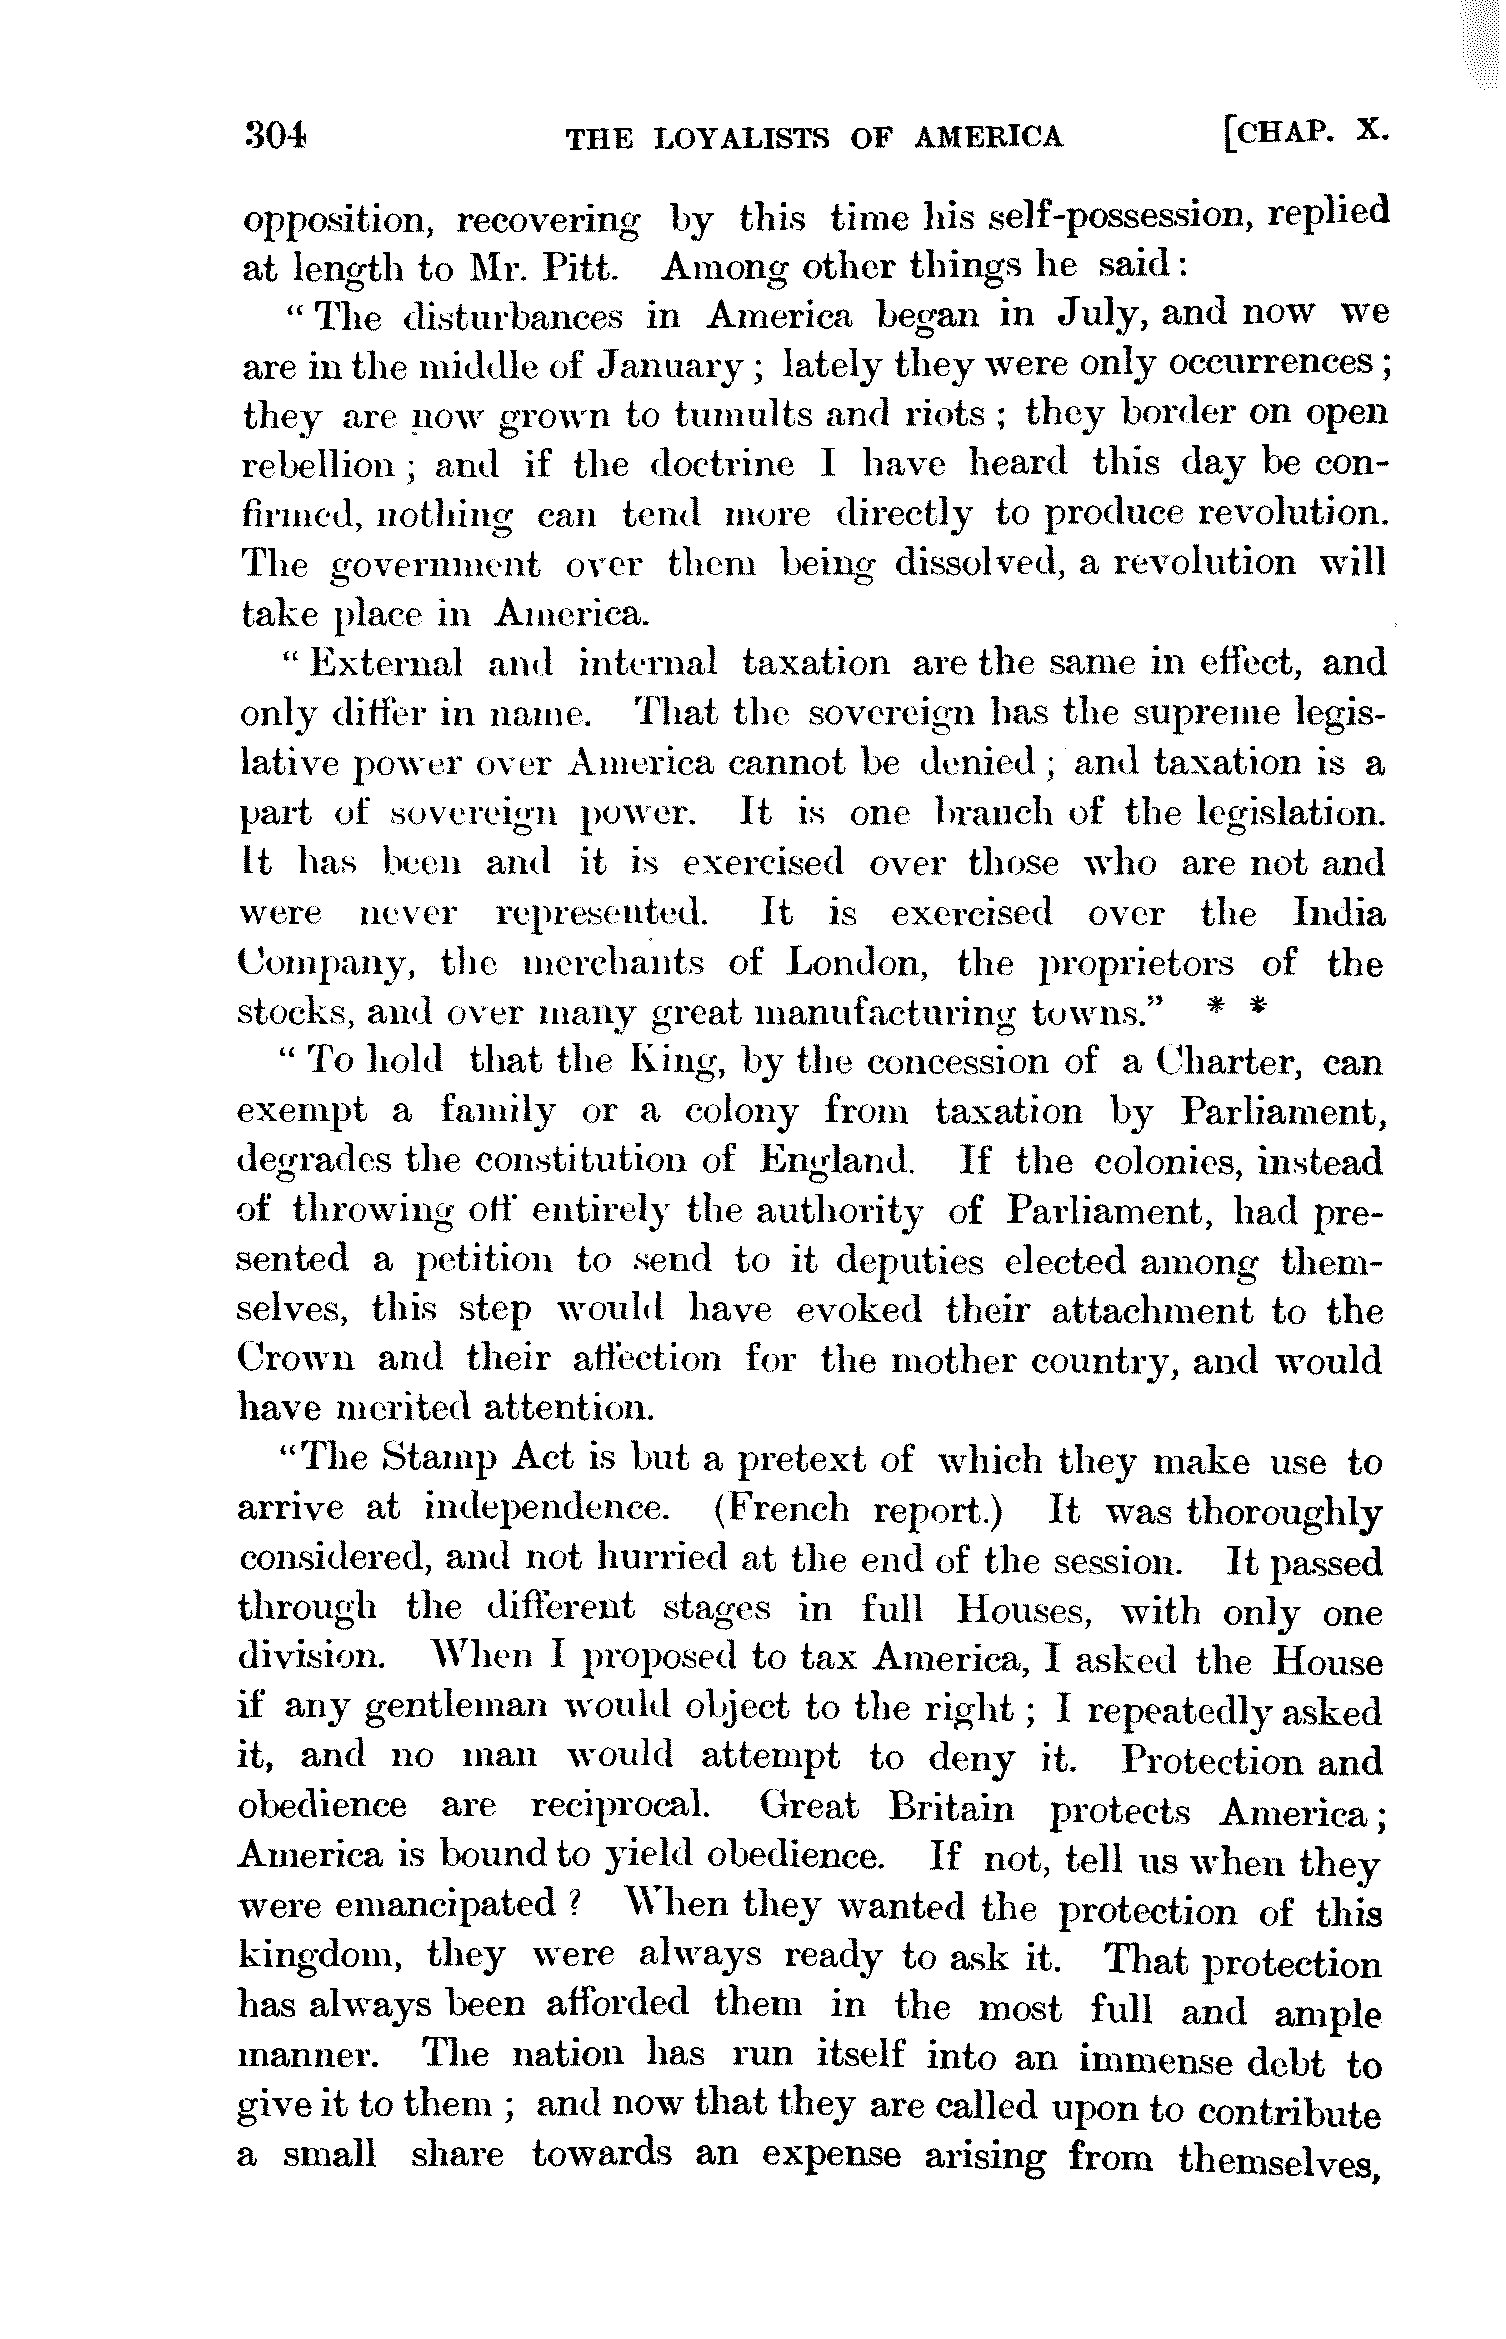 304 THE LOYALISTS OF AMERICA [CHAP. X.
opposition, recovering by this time his self-possession, replied
at length to Mr. Pitt. Among other things he said:
"The disturbances in America began in July, and now we
are in the middle of January; lately they were only occurrences;
they are now grown to tumults and riots; they border on open
rebellion; and if the doctrine I have heard this day be con-
firmed, nothing can tend more directly to produce revolution.
The government over them being dissolved, a revolution will
take place in America.
"External and internal taxation are the same in effect, and
only differ in name. That the sovereign has the supreme legis-
lative power over America cannot be denied; and taxation is a
part of sovereign power. It is one branch of the legislation.
It has been and it is exercised over those who are not and
were never represented. It is exercised over the India
Company, the merchants of London, the proprietors of the
stocks, and over many great manufacturing towns." * *
"To hold that the King, by the concession of a Charter, can
exempt a family or a colony from taxation by Parliament,
degrades the constitution of England. If the colonies, instead
of throwing off entirely the authority of Parliament, had pre-
sented a petition to send to it deputies elected among them-
selves, this step would have evoked their attachment to the
Crown and their affection for the mother country, and would
have merited attention.
"The Stamp Act is but a pretext of which they make use to
arrive at independence. (French report.) It was thoroughly
considered, and not hurried at the end of the session. It passed
through the different stages in full Houses, with only one
division. When I proposed to tax America, I asked the House
if any gentleman would object to the right; I repeatedly asked
it, and no man would attempt to deny it. Protection and
obedience are reciprocal. Great Britain protects America;
America is bound to yield obedience. If not, tell us when they
were emancipated? When they wanted the protection of this
kingdom, they were always ready to ask it. That protection
has always been afforded them in the most full and ample
manner. The nation has run itself into an immense debt to
give it to them; and now that they are called upon to contribute
a small share towards an expense arising from themselves,